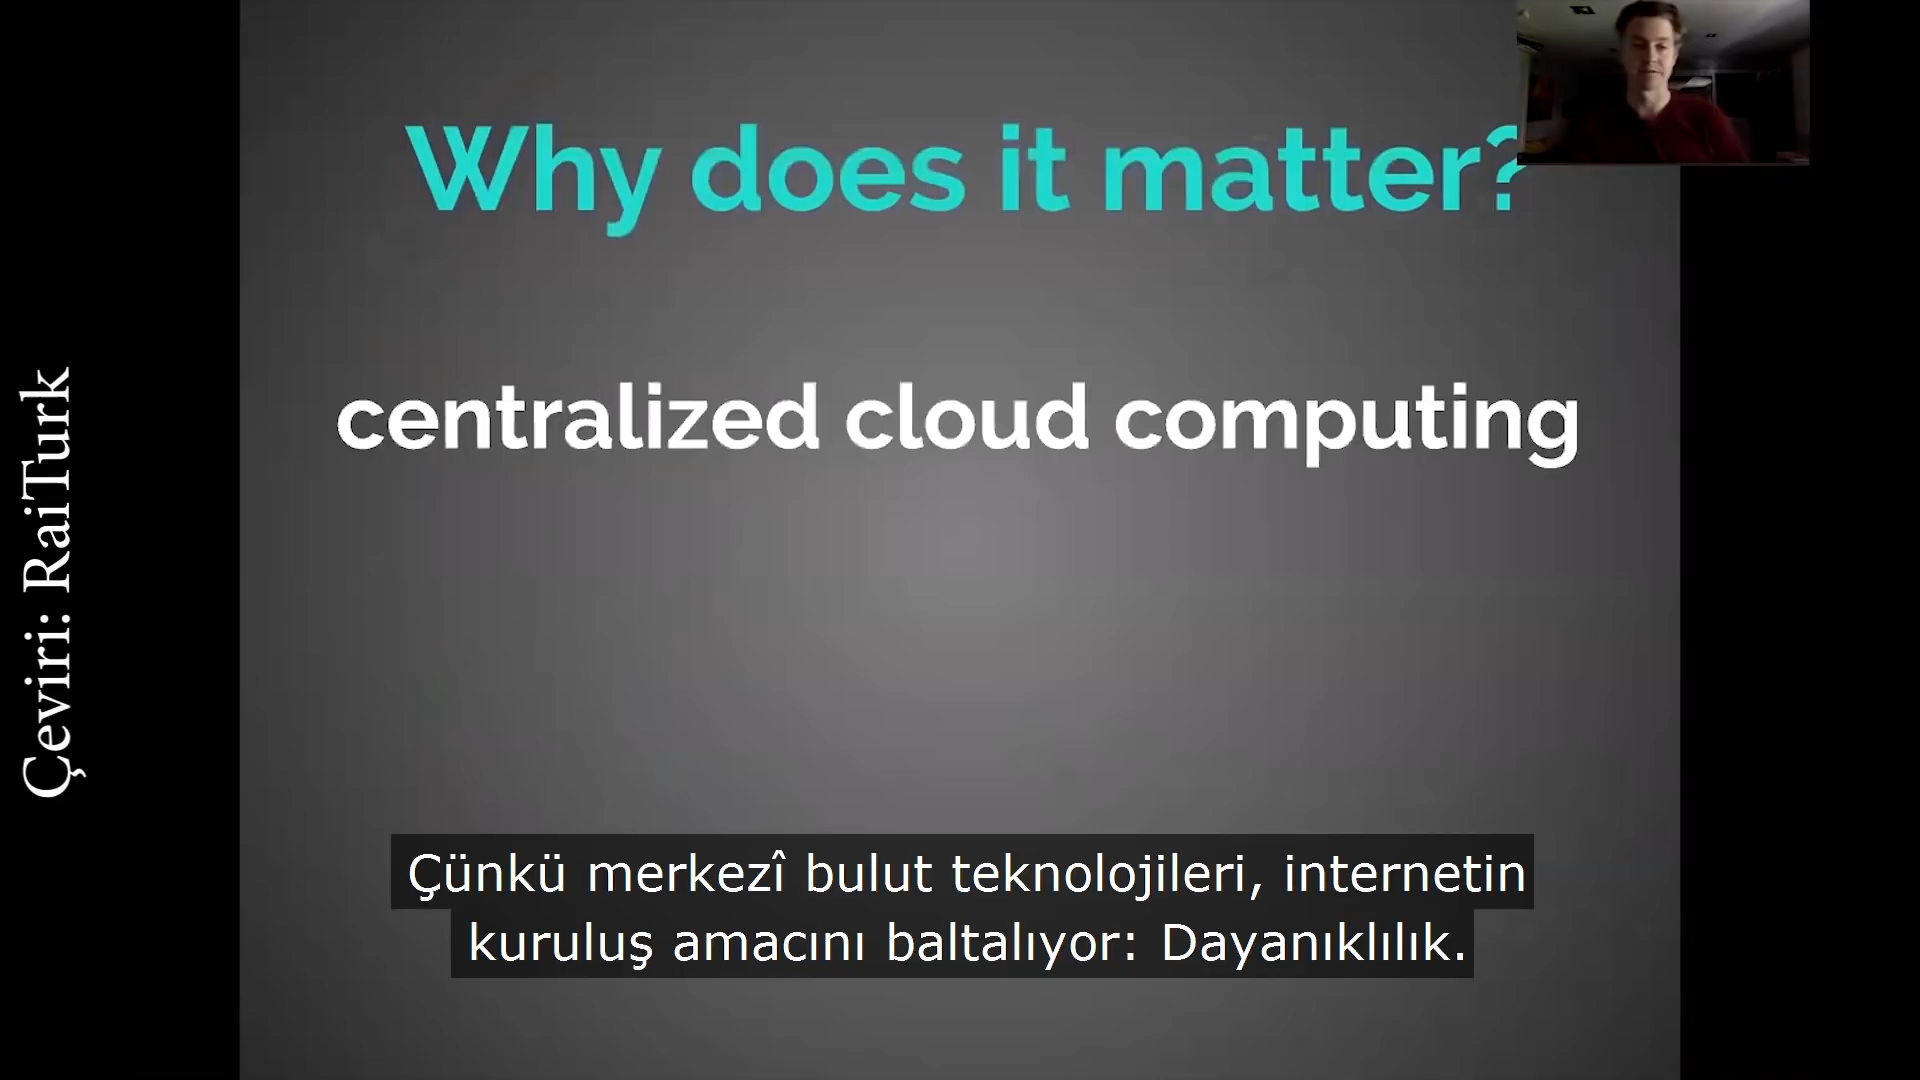 Why does it matter?
centralized cloud computing
Çeviri: RaiTurk
Çünkü merkezî bulut teknolojileri, internetin
kuruluş amacını baltalıyor: Dayanıklılık.